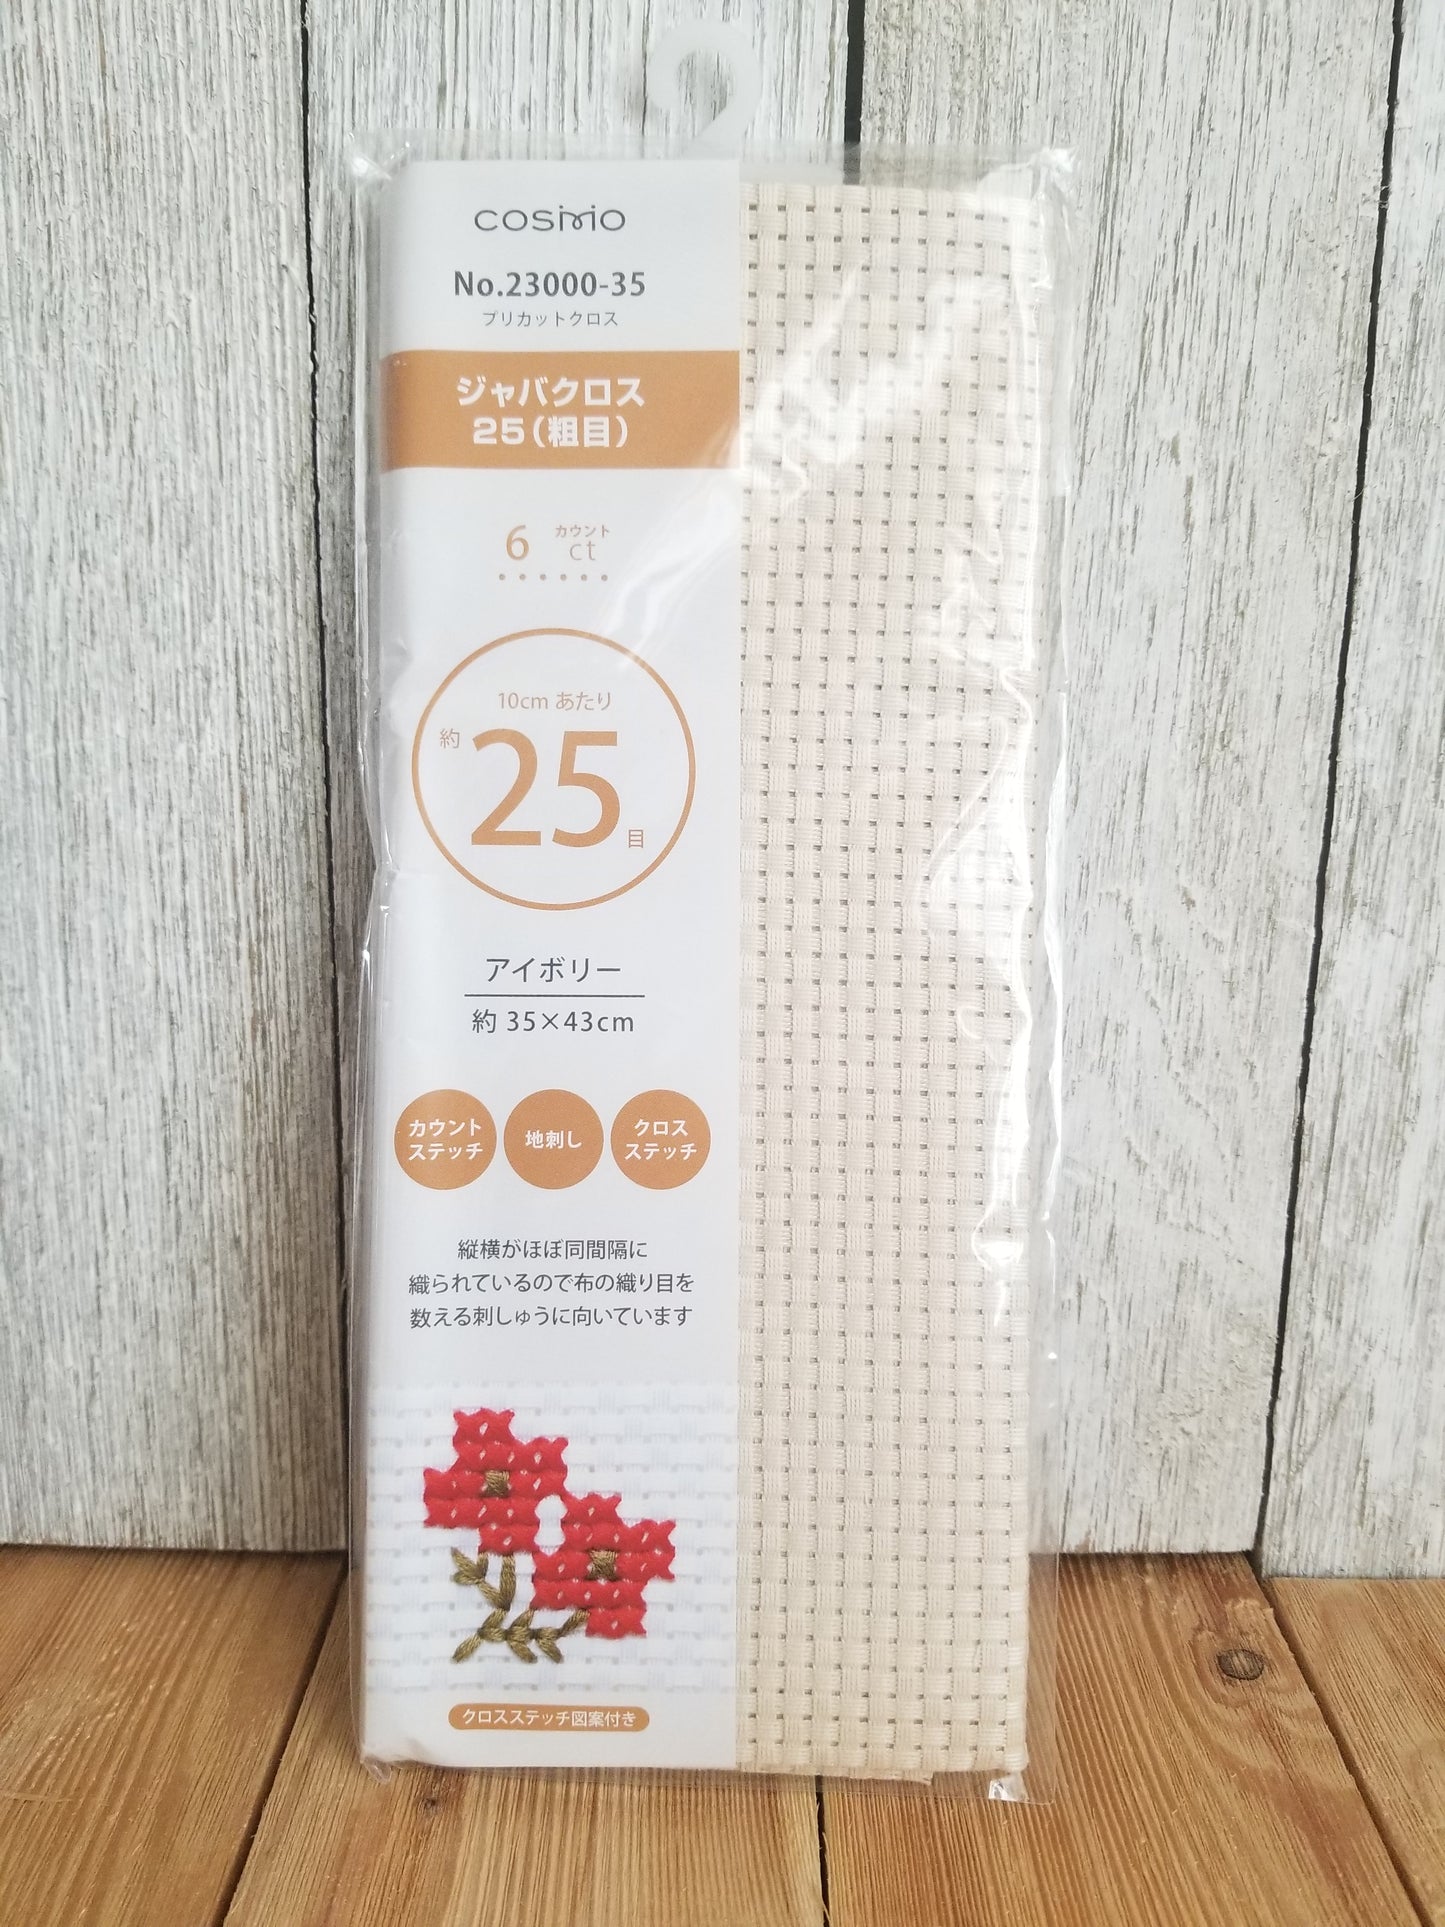 COSMO
No.23000-35
プリカットクロス
ジャバクロス
25(粗目)
6 カウント ct
10cm あたり
約 25 目
アイボリー
約 35×43cm
カウント
ステッチ
地刺し
クロス
ステッチ
縦横がほぼ同間隔に
織られているので布の織り目を
数える刺しゅうに向いています
クロスステッチ図案付き